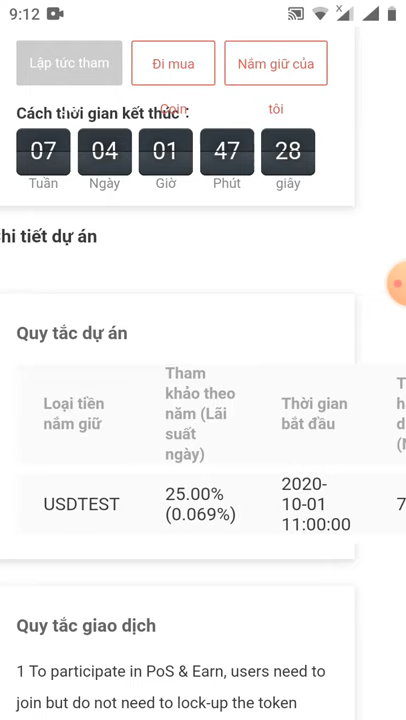 9:12
Lập tức tham
Đi mua
Coin
Nắm giữ của
tôi
Cách thời gian kết thúc :
07 04 01 47 28
Tuần Ngày Giờ Phút giây
hi tiết dự án
Quy tắc dự án
Loại tiền
nắm giữ
Tham
khảo theo
năm (Lãi
suất
ngày)
Thời gian
bắt đầu
USDTEST
25.00%
(0.069%)
2020-
10-01
11:00:00
7
Quy tắc giao dịch
1 To participate in PoS & Earn, users need to
join but do not need to lock-up the token